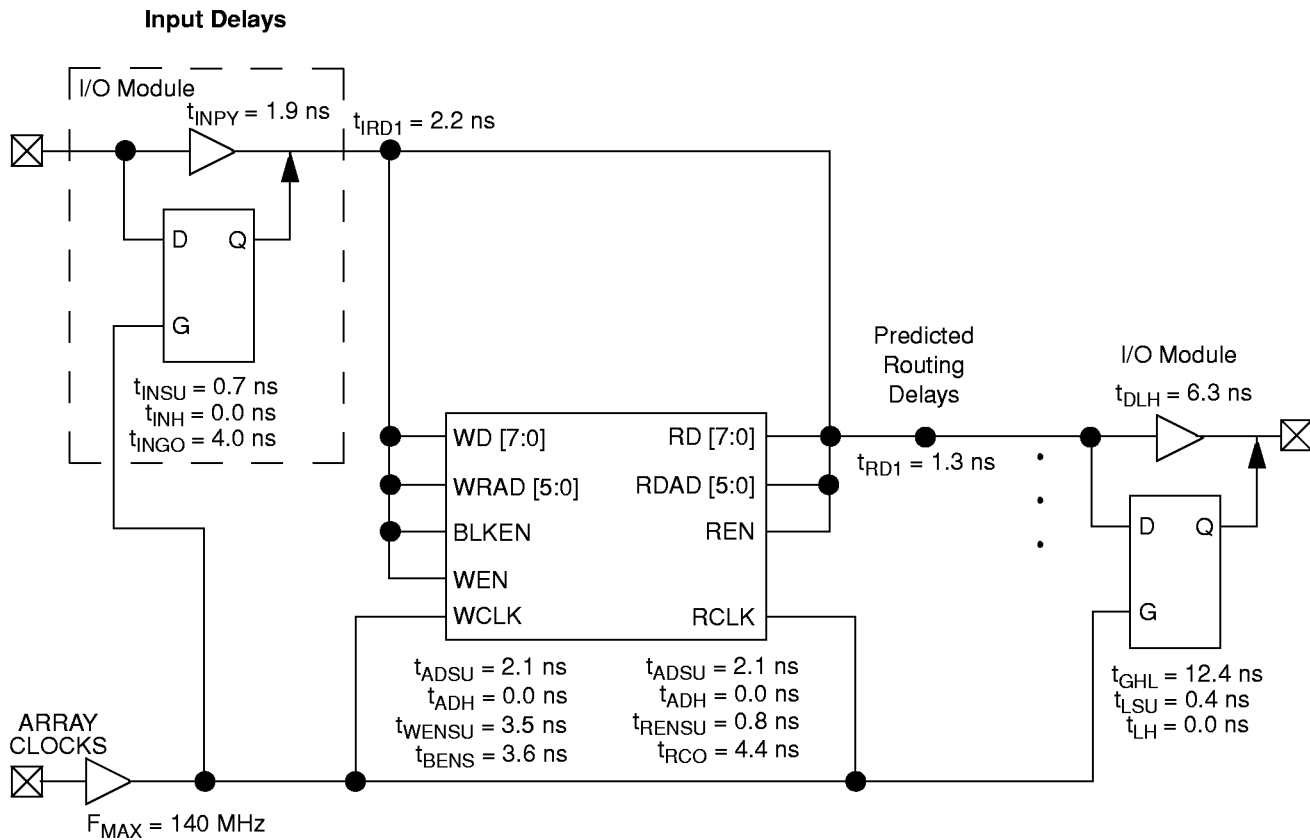 Input Delays
I/O Module
tINPY = 1.9 ns
tIRD1 = 2.2 ns
D Q
G
tINSU = 0.7 ns
tINH = 0.0 ns
tINGO = 4.0 ns
Predicted
Routing
Delays
I/O Module
tDLH = 6.3 ns
WD [7:0] RD [7:0]
WRAD [5:0] RDAD [5:0]
BLKEN REN
WEN
WCLK RCLK
tRD1 = 1.3 ns
D Q
G
tADSU = 2.1 ns
tADH = 0.0 ns
tWENSU = 3.5 ns
tBENS = 3.6 ns
tADSU = 2.1 ns
tADH = 0.0 ns
tRENSU = 0.8 ns
tRCO = 4.4 ns
tGHL = 12.4 ns
tLSU = 0.4 ns
tLH = 0.0 ns
ARRAY
CLOCKS
FMAX = 140 MHz